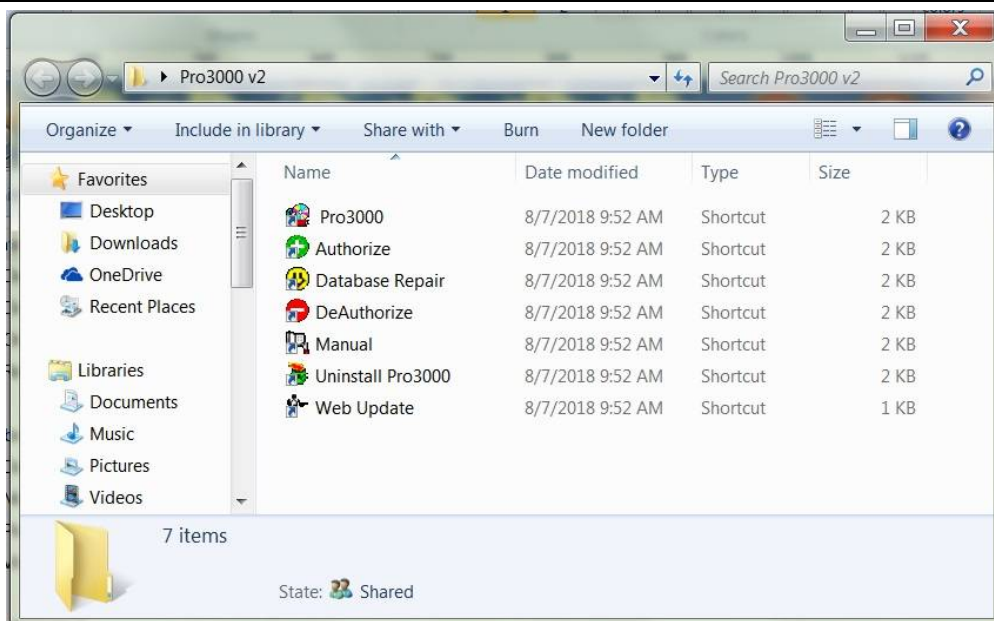 Pro3000 v2
Search Pro3000 v2
Organize Include in library Share with Burn New folder
Favorites
Desktop
Downloads
OneDrive
Recent Places
Libraries
Documents
Music
Pictures
Videos
Name Date modified Type Size
Pro3000 8/7/2018 9:52 AM Shortcut 2 KB
Authorize 8/7/2018 9:52 AM Shortcut 2 KB
Database Repair 8/7/2018 9:52 AM Shortcut 2 KB
DeAuthorize 8/7/2018 9:52 AM Shortcut 2 KB
Manual 8/7/2018 9:52 AM Shortcut 2 KB
Uninstall Pro3000 8/7/2018 9:52 AM Shortcut 2 KB
Web Update 8/7/2018 9:52 AM Shortcut 1 KB
7 items
State: Shared